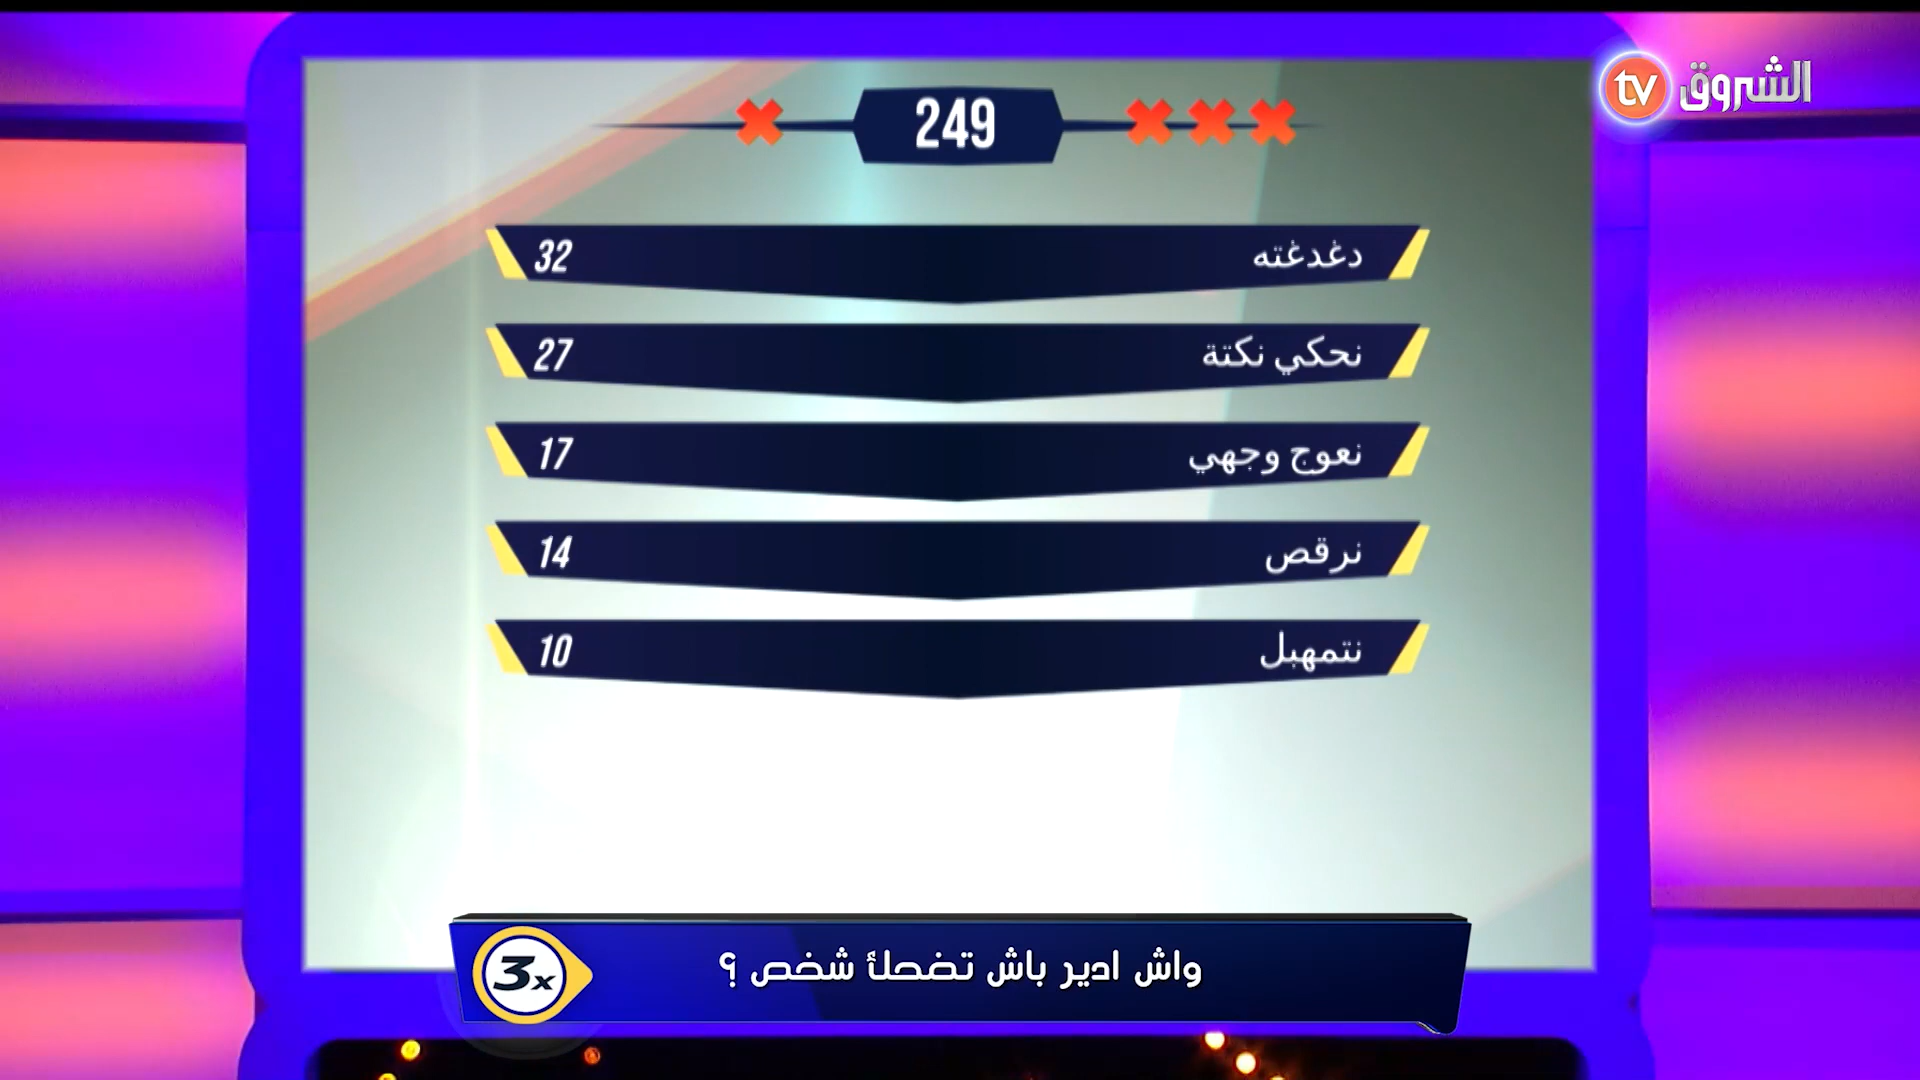 tv الشروق
249
دغدغته 32
نحكي نكتة 27
نعوج وجهي 17
نرقص 14
نتمهبل 10
واش ادير باش تضحك شخص ؟
3x